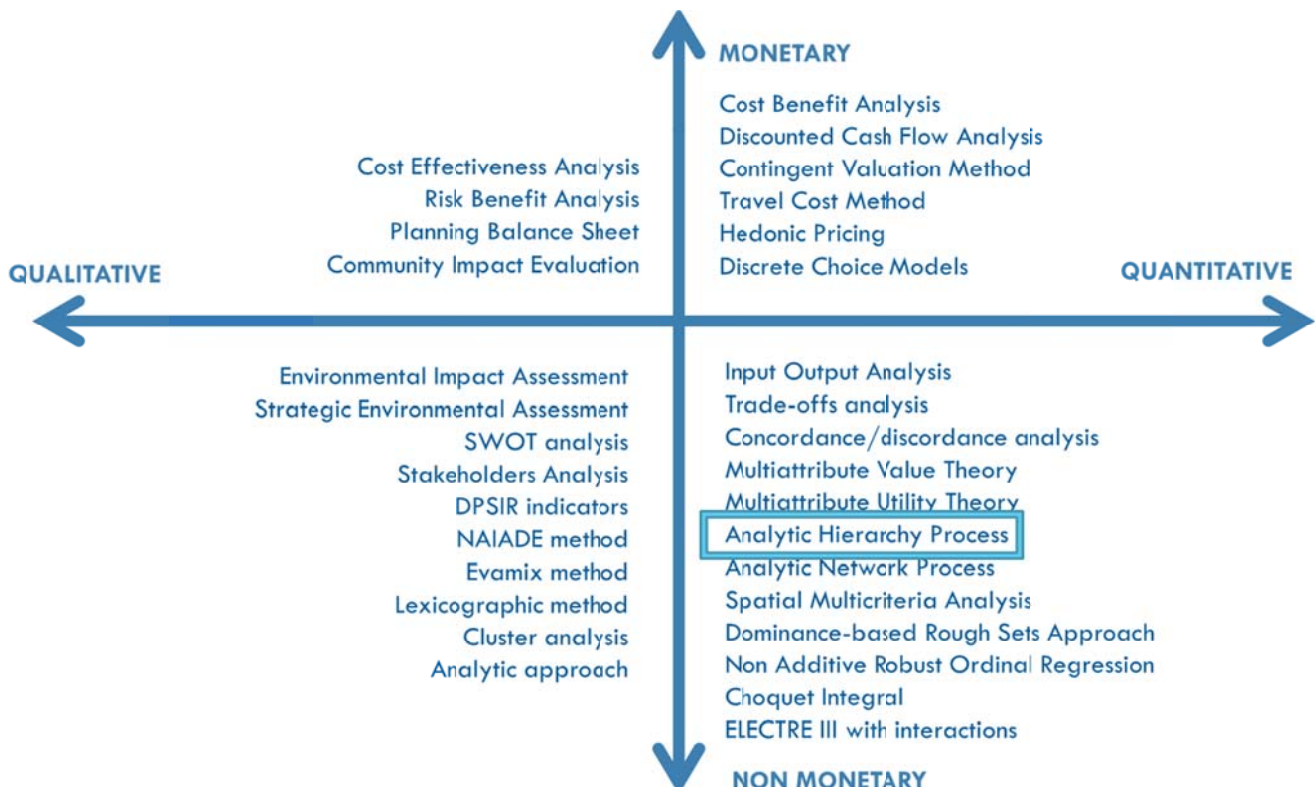 MONETARY
Cost Benefit Analysis
Discounted Cash Flow Analysis
Contingent Valuation Method
Travel Cost Method
Hedonic Pricing
Discrete Choice Models
Cost Effectiveness Analysis
Risk Benefit Analysis
Planning Balance Sheet
Community Impact Evaluation
QUALITATIVE
QUANTITATIVE
Environmental Impact Assessment
Strategic Environmental Assessment
SWOT analysis
Stakeholders Analysis
DPSIR indicators
NAIADE method
Evamix method
Lexicographic method
Cluster analysis
Analytic approach
Input Output Analysis
Trade-offs analysis
Concordance/discordance analysis
Multiattribute Value Theory
Multiattribute Utility Theory
Analytic Hierarchy Process
Analytic Network Process
Spatial Multicriteria Analysis
Dominance-based Rough Sets Approach
Non Additive Robust Ordinal Regression
Choquet Integral
ELECTRE III with interactions
NON MONETARY